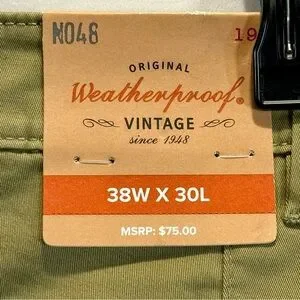 N048
19
ORIGINAL
Weatherproof®
VINTAGE
since 1948
38W X 30L
MSRP: $75.00